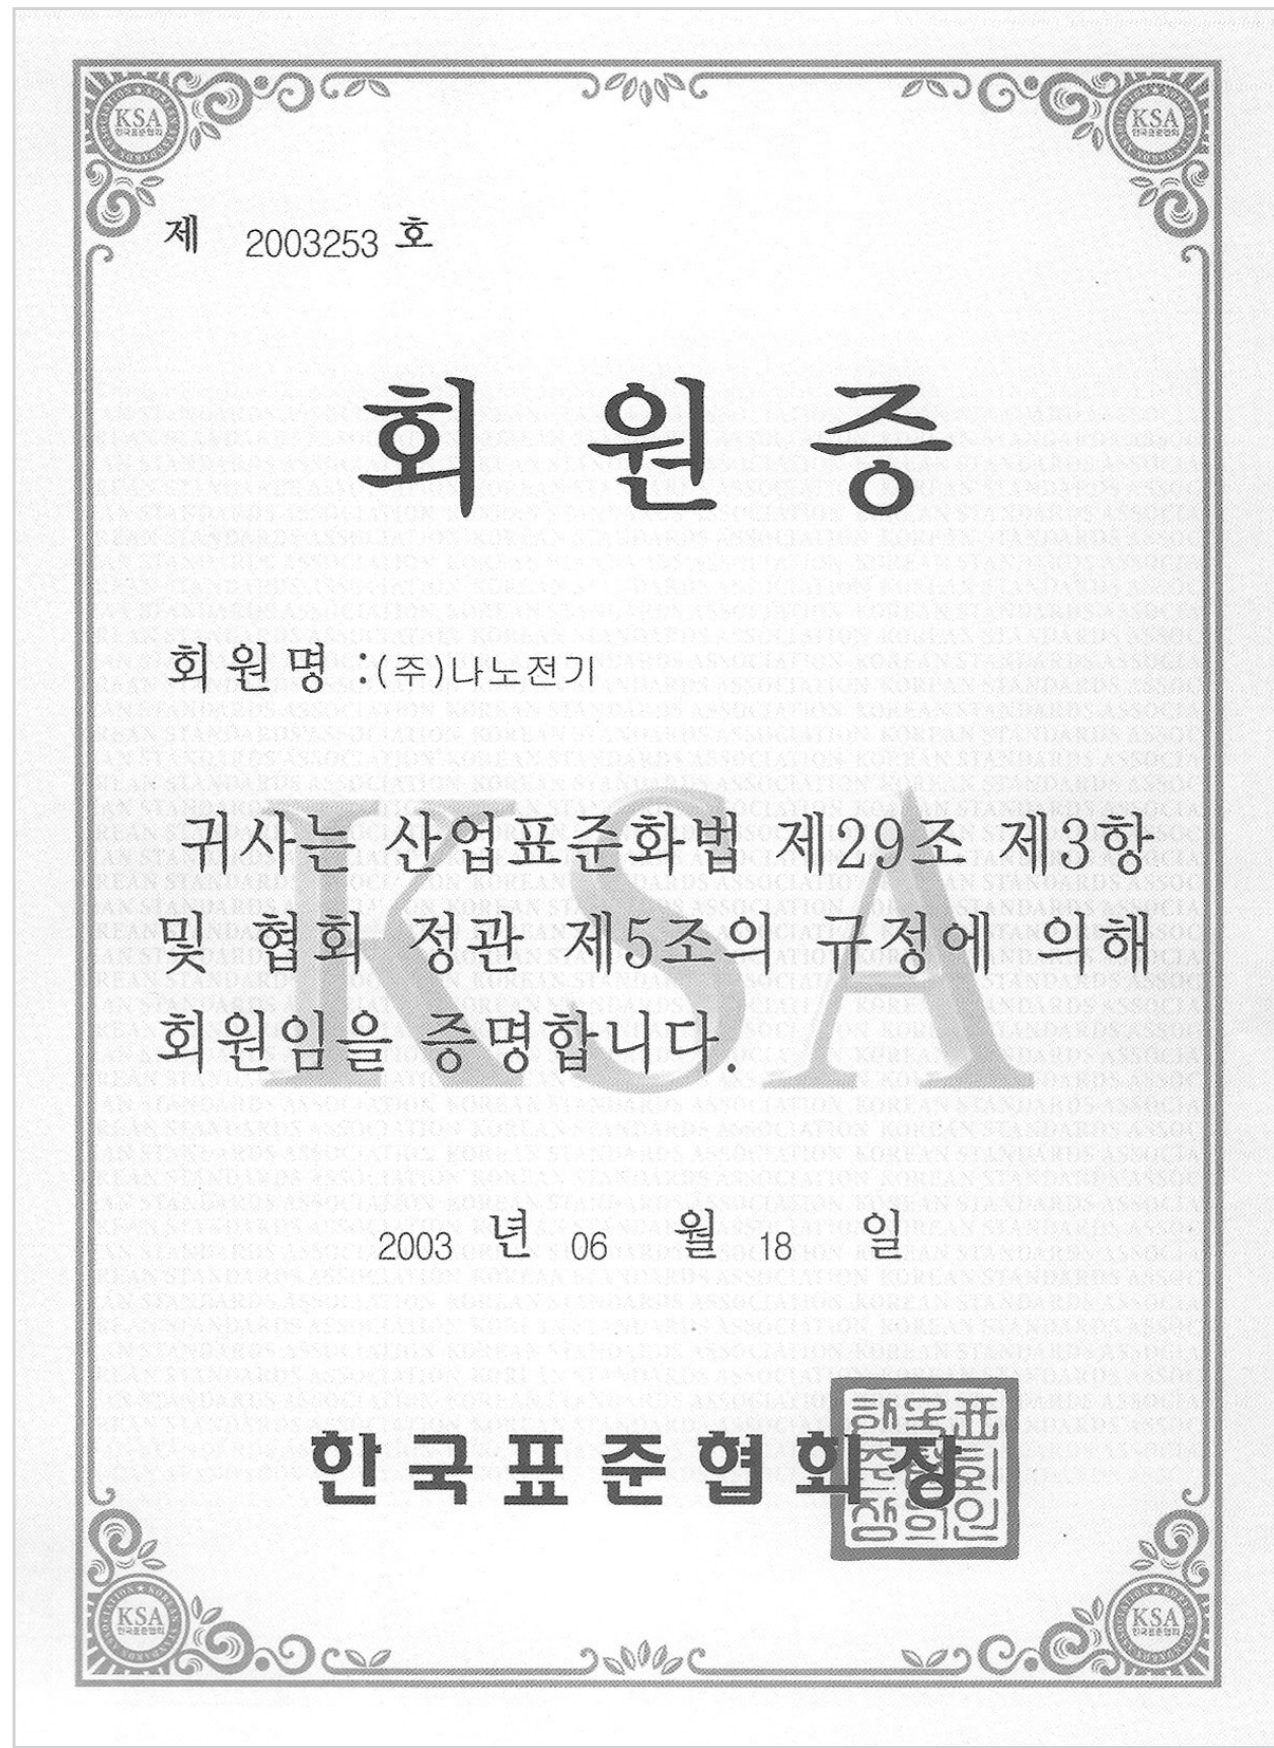 제 2003253 호
회 원 증
회 원 명 :(주)나노전기
귀사는 산업표준화법 제29조 제3항
및 협회 정관 제5조의 규정에 의해
회원임을 증명합니다.
KSA
2003 년 06 월 18 일
한국표준협회장